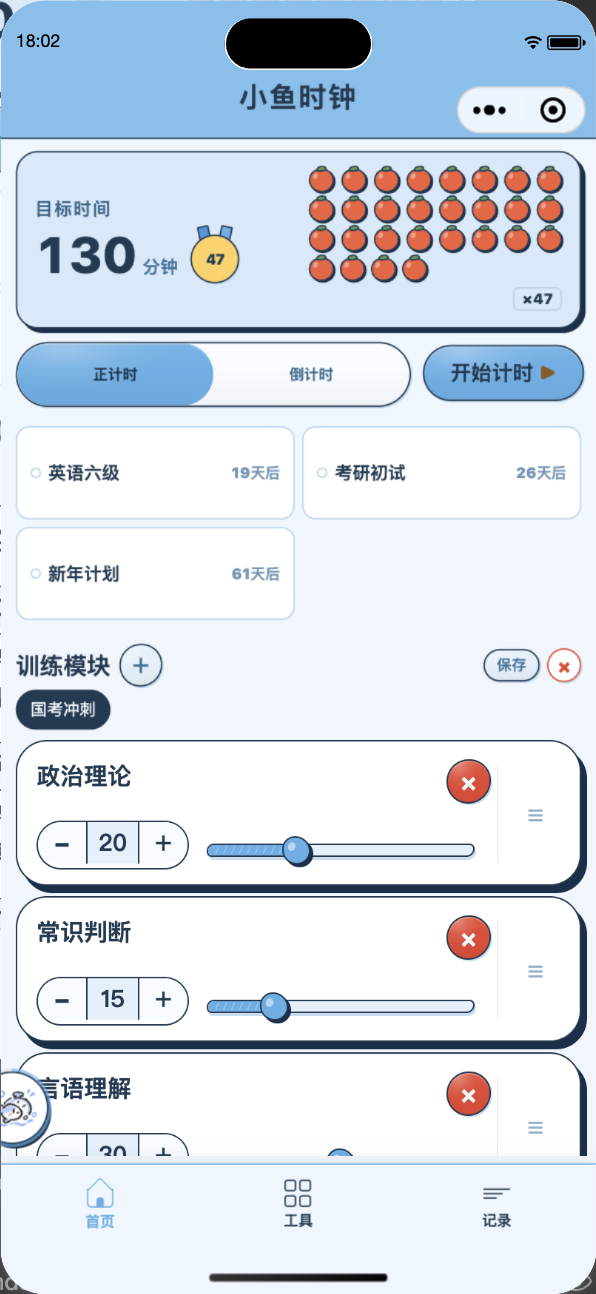 18:02
小鱼时钟
目标时间
130 分钟
47
×47
正计时
倒计时
开始计时
英语六级
19天后
考研初试
26天后
新年计划
61天后
训练模块
+
保存
国考冲刺
政治理论
− 20 +
常识判断
− 15 +
言语理解
− 30 +
首页
工具
记录